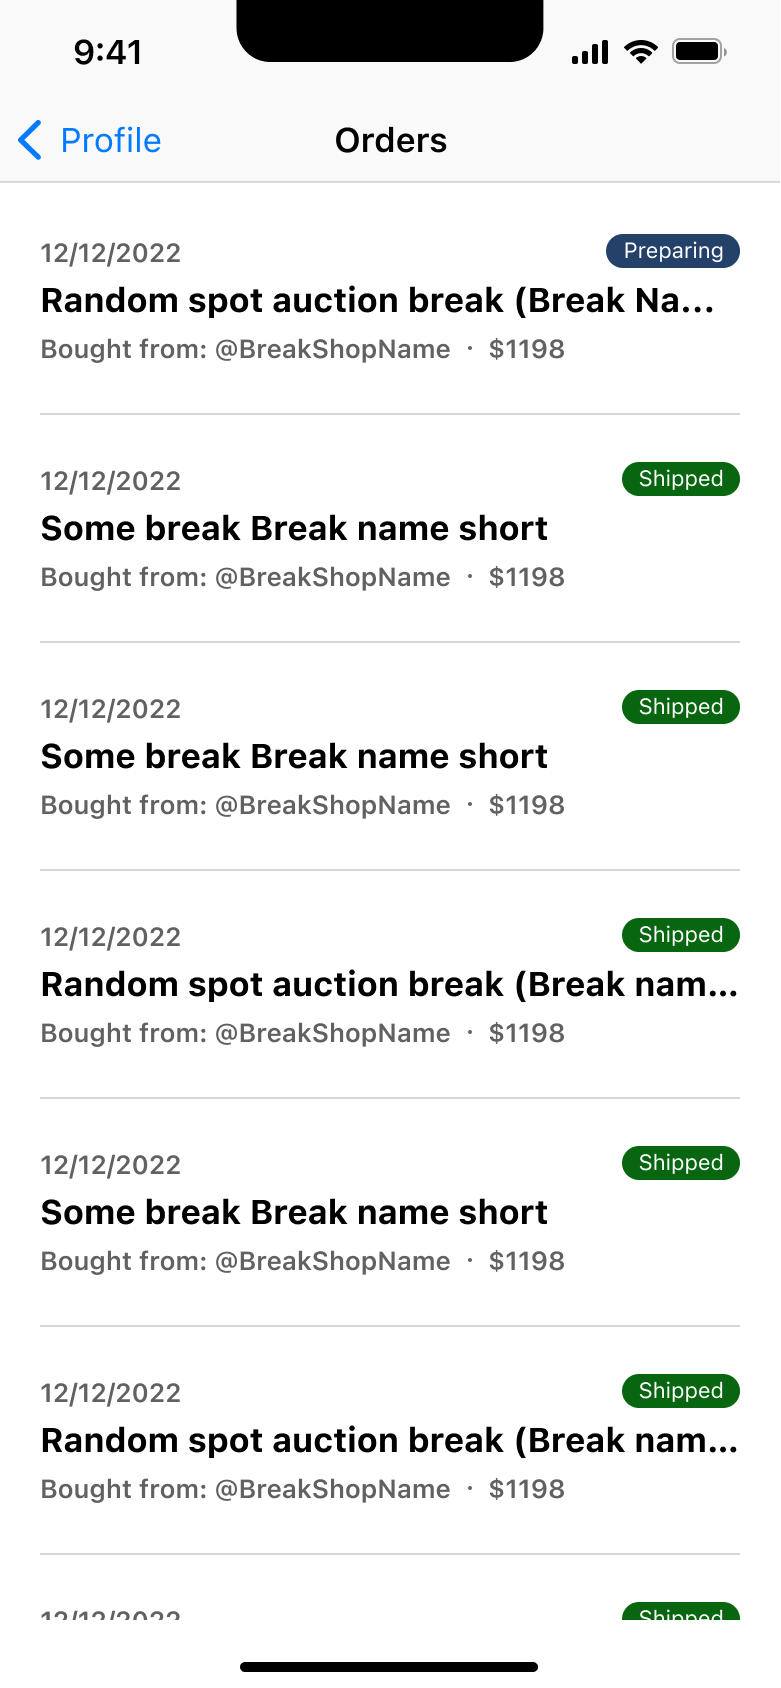 9:41
Profile
Orders
12/12/2022
Preparing
Random spot auction break (Break Na...
Bought from: @BreakShopName · $1198
12/12/2022
Shipped
Some break Break name short
Bought from: @BreakShopName · $1198
12/12/2022
Shipped
Some break Break name short
Bought from: @BreakShopName · $1198
12/12/2022
Shipped
Random spot auction break (Break nam...
Bought from: @BreakShopName · $1198
12/12/2022
Shipped
Some break Break name short
Bought from: @BreakShopName · $1198
12/12/2022
Shipped
Random spot auction break (Break nam...
Bought from: @BreakShopName · $1198
12/12/2022
Shipped